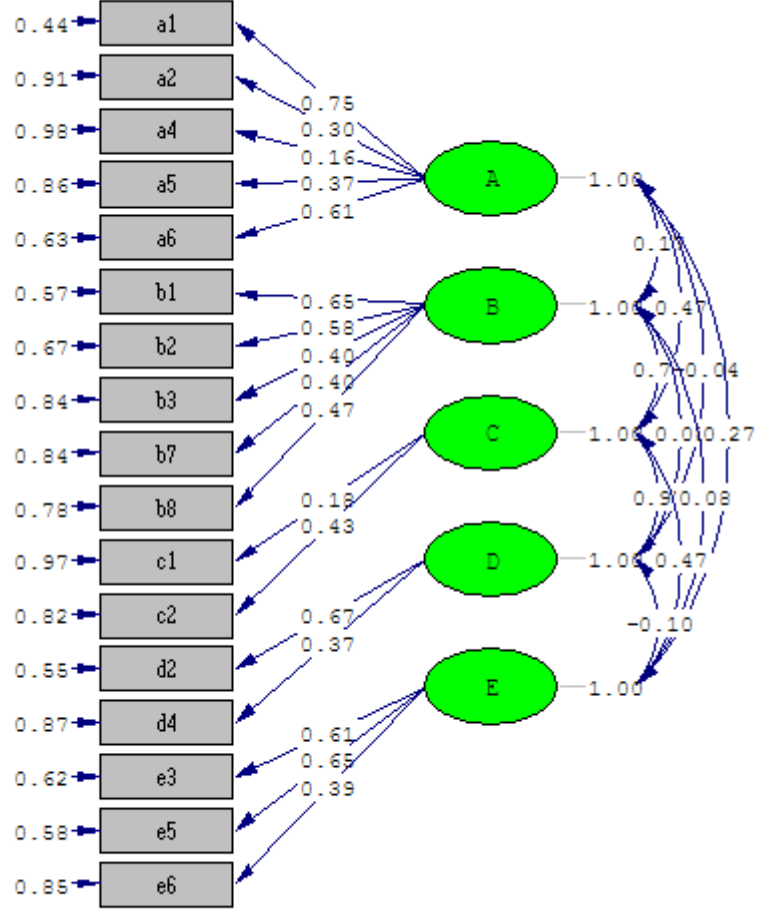 0.44 a1
0.91 a2
0.75
0.30
0.98 a4
0.16
0.86 a5
0.37
A 1.00
0.61
0.63 a6
0.57 b1
0.65
B 1.00 0.47
0.58
0.67 b2
0.40
-0.04
0.40
0.84 b3
0.47
C 1.00 0.27
0.84 b7
0.78 b8
0.18
0.08
0.43
0.97 c1
D 1.00 0.47
0.82 c2
0.67
-0.10
0.37
0.55 d2
E 1.00
0.87 d4
0.61
0.65
0.62 e3
0.39
0.58 e5
0.85 e6